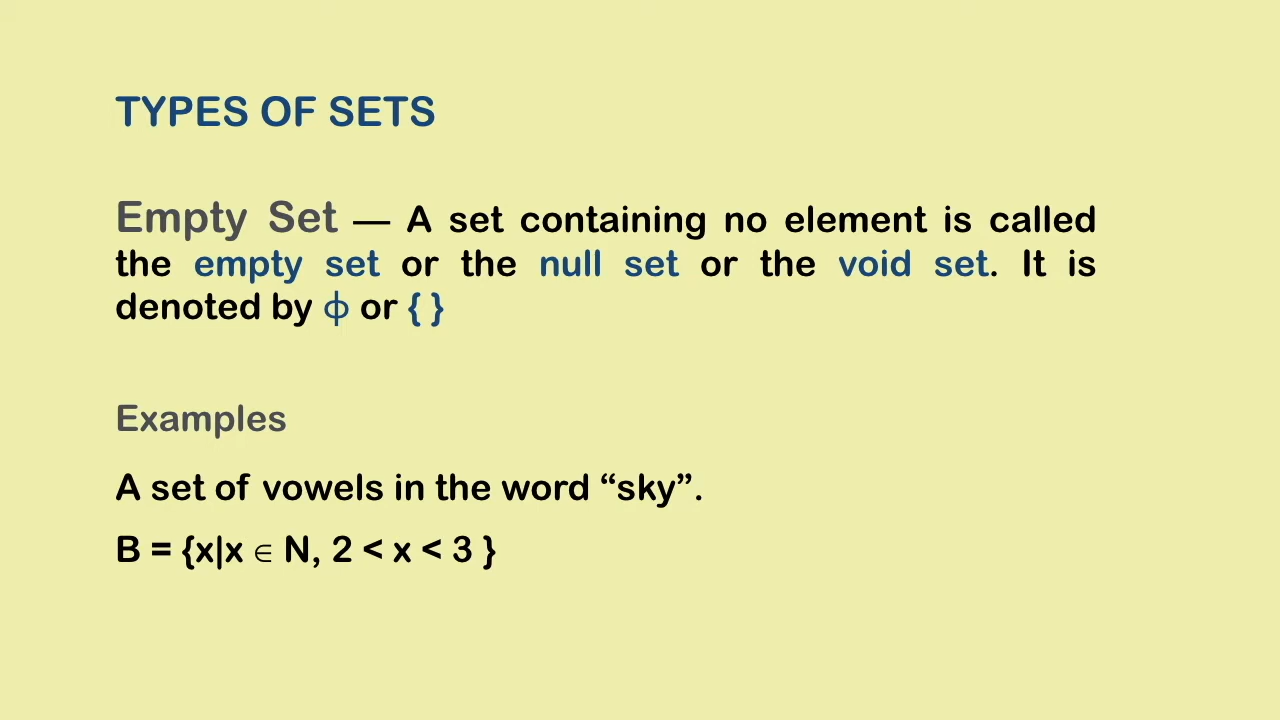 TYPES OF SETS
Empty Set — A set containing no element is called
the empty set or the null set or the void set. It is
denoted by ϕ or { }
Examples
A set of vowels in the word “sky”.
B = {x|x ∈ N, 2 < x < 3 }